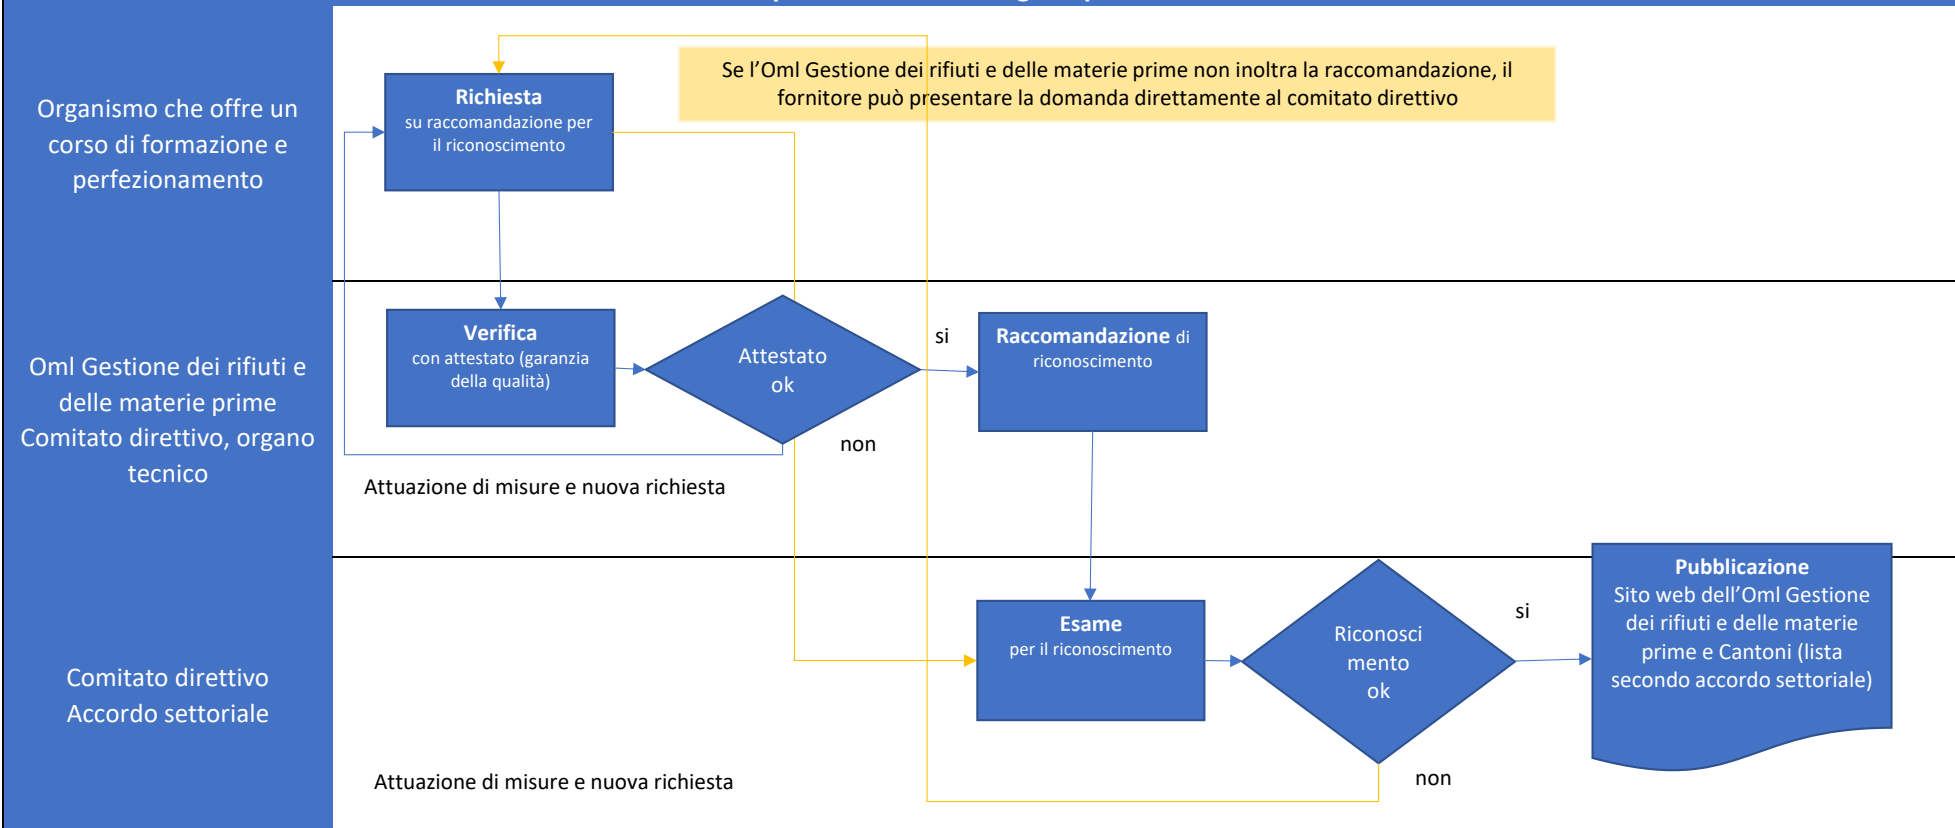 Organismo che offre un
corso di formazione e
perfezionamento
Richiesta
su raccomandazione per
il riconoscimento
Se l’Oml Gestione dei rifiuti e delle materie prime non inoltra la raccomandazione, il
fornitore può presentare la domanda direttamente al comitato direttivo
Oml Gestione dei rifiuti e
delle materie prime
Comitato direttivo, organo
tecnico
Verifica
con attestato (garanzia
della qualità)
Attestato
ok
si
non
Raccomandazione di
riconoscimento
Attuazione di misure e nuova richiesta
Comitato direttivo
Accordo settoriale
Esame
per il riconoscimento
Riconosci
mento
ok
si
non
Pubblicazione
Sito web dell’Oml Gestione
dei rifiuti e delle materie
prime e Cantoni (lista
secondo accordo settoriale)
Attuazione di misure e nuova richiesta